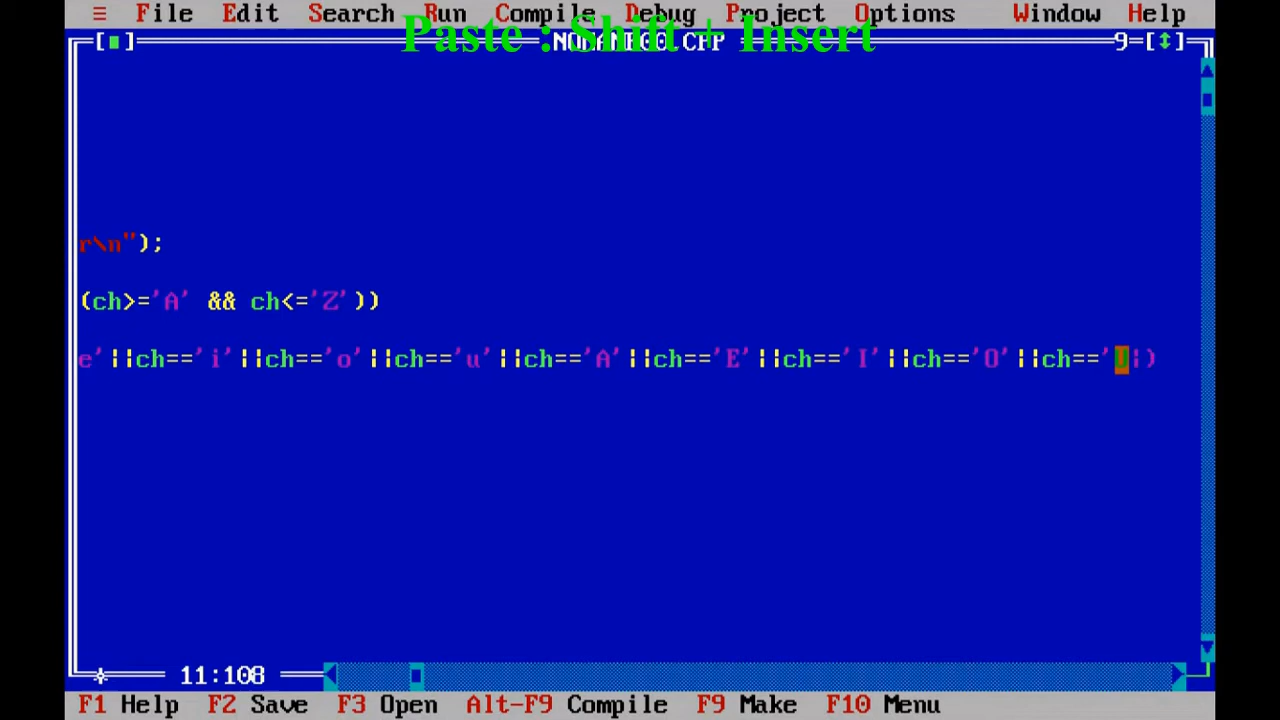 ≡ File Edit Search Run Compile Debug Project Options Window Help
Paste : Shift + Insert
[■] NONAME00.CPP 9=[↕]
r\n");
(ch>='A' && ch<='Z'))
e'||ch=='i'||ch=='o'||ch=='u'||ch=='A'||ch=='E'||ch=='I'||ch=='O'||ch=='U')
11:108
F1 Help F2 Save F3 Open Alt-F9 Compile F9 Make F10 Menu